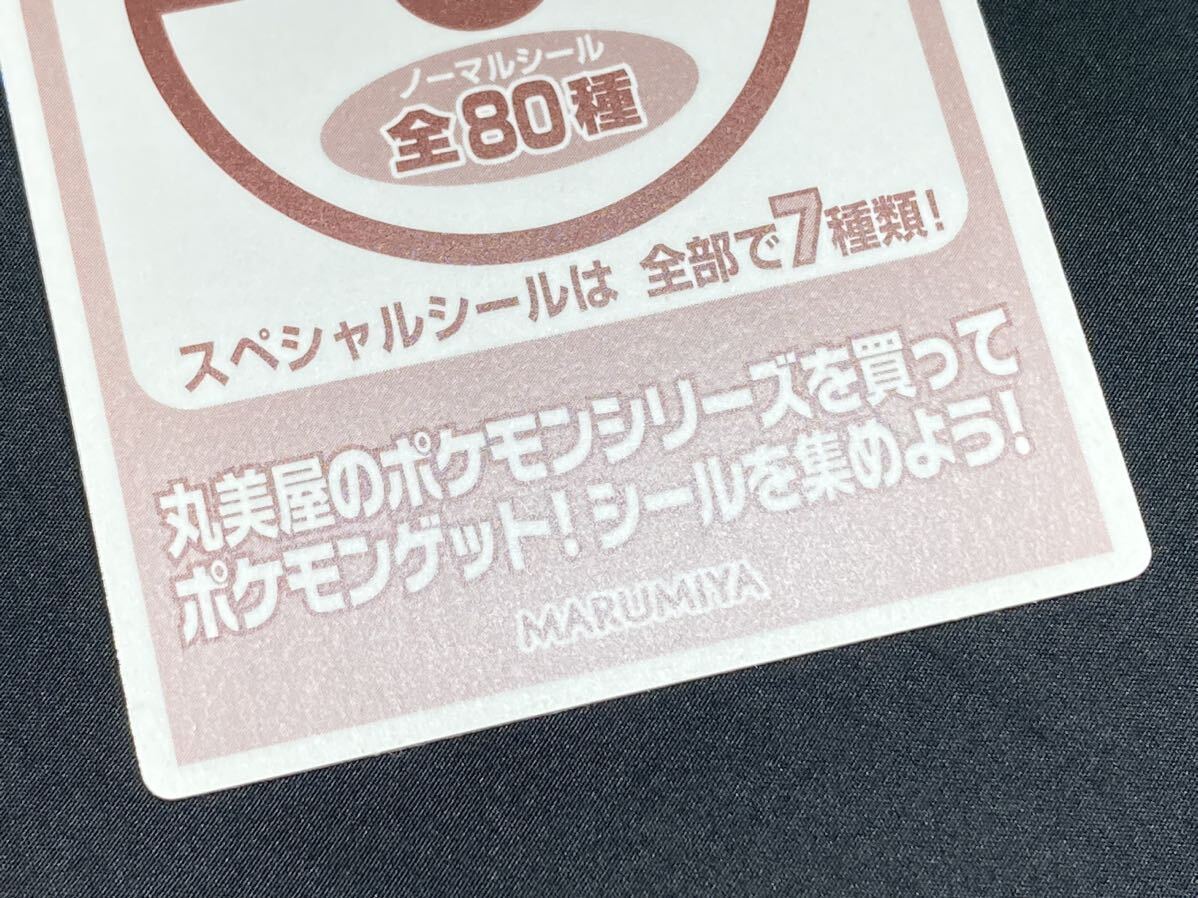 ノーマルシール
全80種
スペシャルシールは 全部で7種類!
丸美屋のポケモンシリーズを買って
ポケモンゲット!シールを集めよう!
MARUMIYA